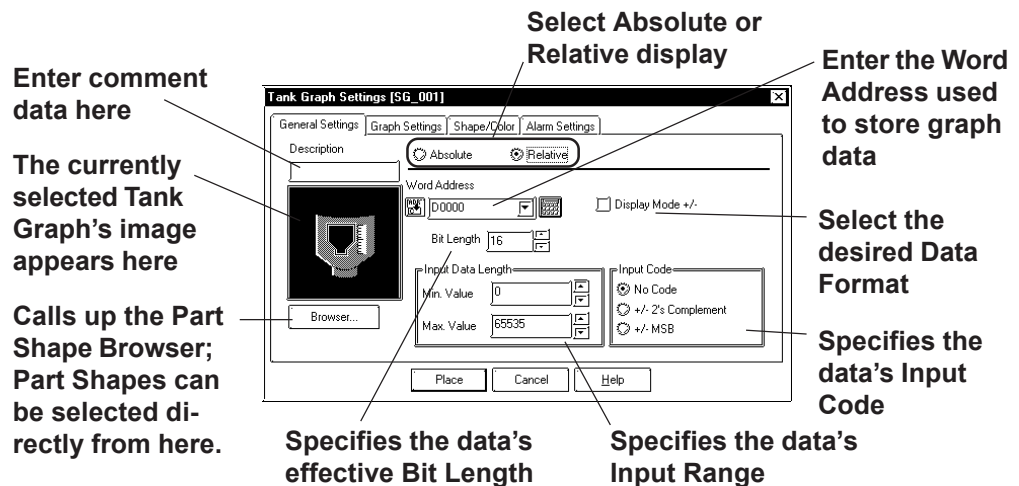 Select Absolute or
Relative display
Enter comment
data here
Enter the Word
Address used
to store graph
data
The currently
selected Tank
Graph's image
appears here
Calls up the Part
Shape Browser;
Part Shapes can
be selected di-
rectly from here.
Tank Graph Settings [SG_001]
General Settings Graph Settings Shape/Color Alarm Settings
Description
Absolute Relative
Word Address
D0000
Display Mode +/-
Bit Length 16
Input Data Length
Min. Value 0
Max. Value 65535
Input Code
No Code
+/- 2's Complement
+/- MSB
Browser...
Place Cancel Help
Select the
desired Data
Format
Specifies the
data's Input
Code
Specifies the data's
effective Bit Length
Specifies the data's
Input Range